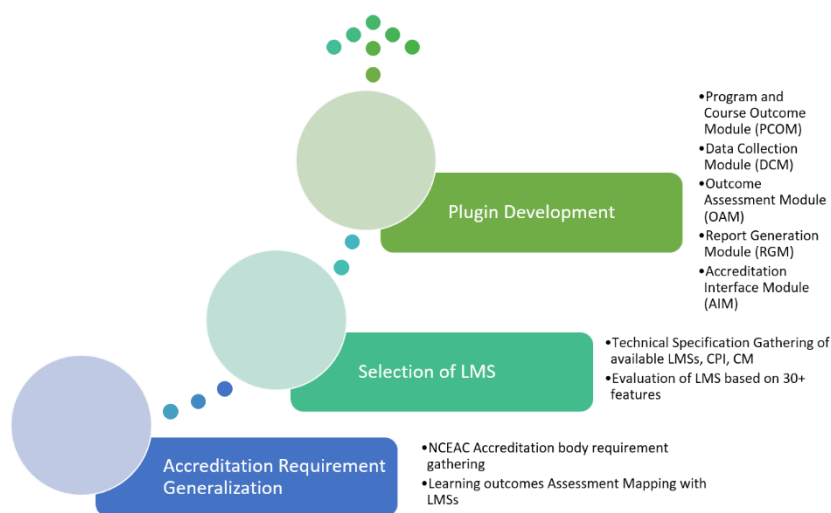 •Program and
Course Outcome
Module (PCOM)
•Data Collection
Module (DCM)
•Outcome
Assessment Module
(OAM)
•Report Generation
Module (RGM)
•Accreditation
Interface Module
(AIM)
Plugin Development
•Technical Specification Gathering of
available LMSs, CPI, CM
•Evaluation of LMS based on 30+
features
Selection of LMS
•NCEAC Accreditation body requirement
gathering
•Learning outcomes Assessment Mapping with
LMSs
Accreditation Requirement
Generalization